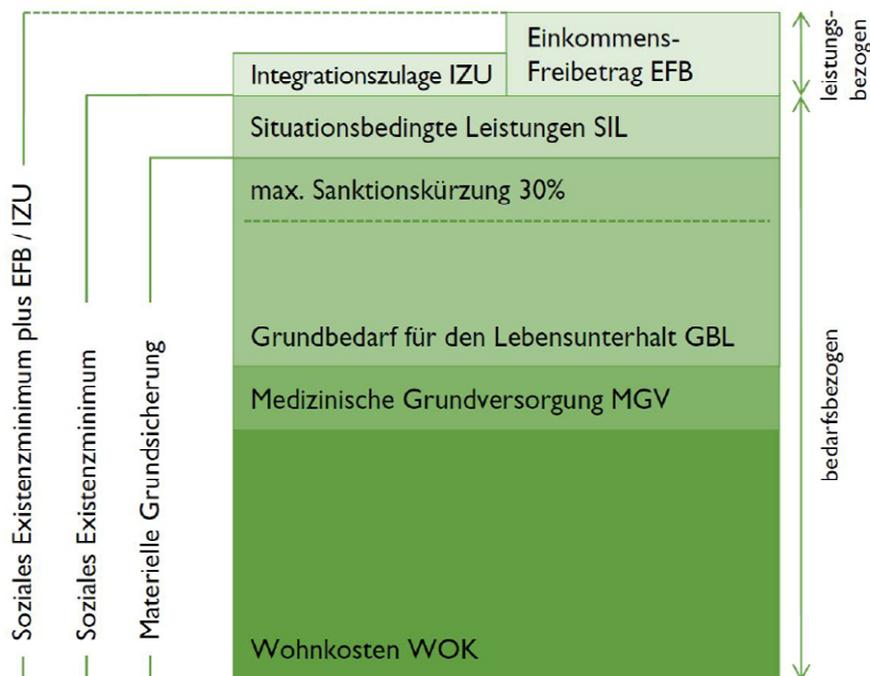 Einkommens-
Freibetrag EFB
Integrationszulage IZU
Situationsbedingte Leistungen SIL
max. Sanktionskürzung 30%
Grundbedarf für den Lebensunterhalt GBL
Medizinische Grundversorgung MGV
Wohnkosten WOK
Soziales Existenzminimum plus EFB / IZU
Soziales Existenzminimum
Materielle Grundsicherung
leistungs-
bezogen
bedarfsbezogen